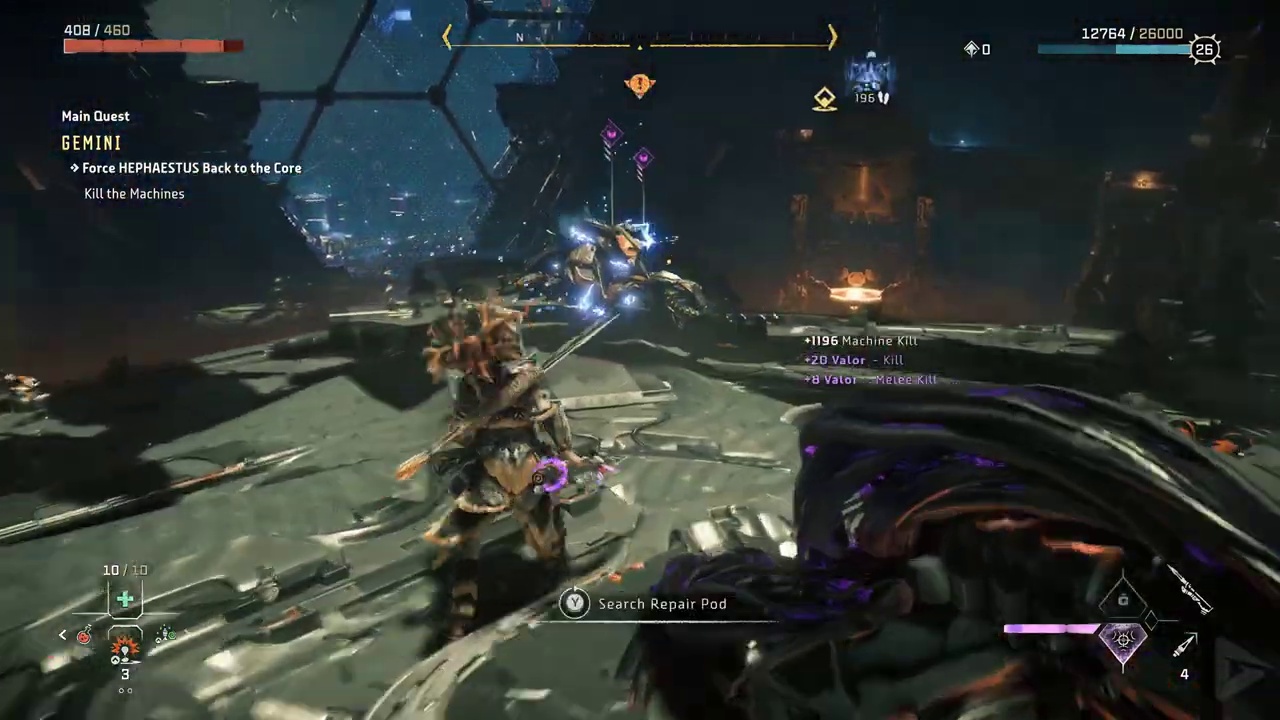 408 / 460
N
0
12764 / 26000
26
196
Main Quest
GEMINI
Force HEPHAESTUS Back to the Core
Kill the Machines
+1196 Machine Kill
+20 Valor - Kill
+8 Valor - Melee Kill
10 / 10
Y Search Repair Pod
3
4